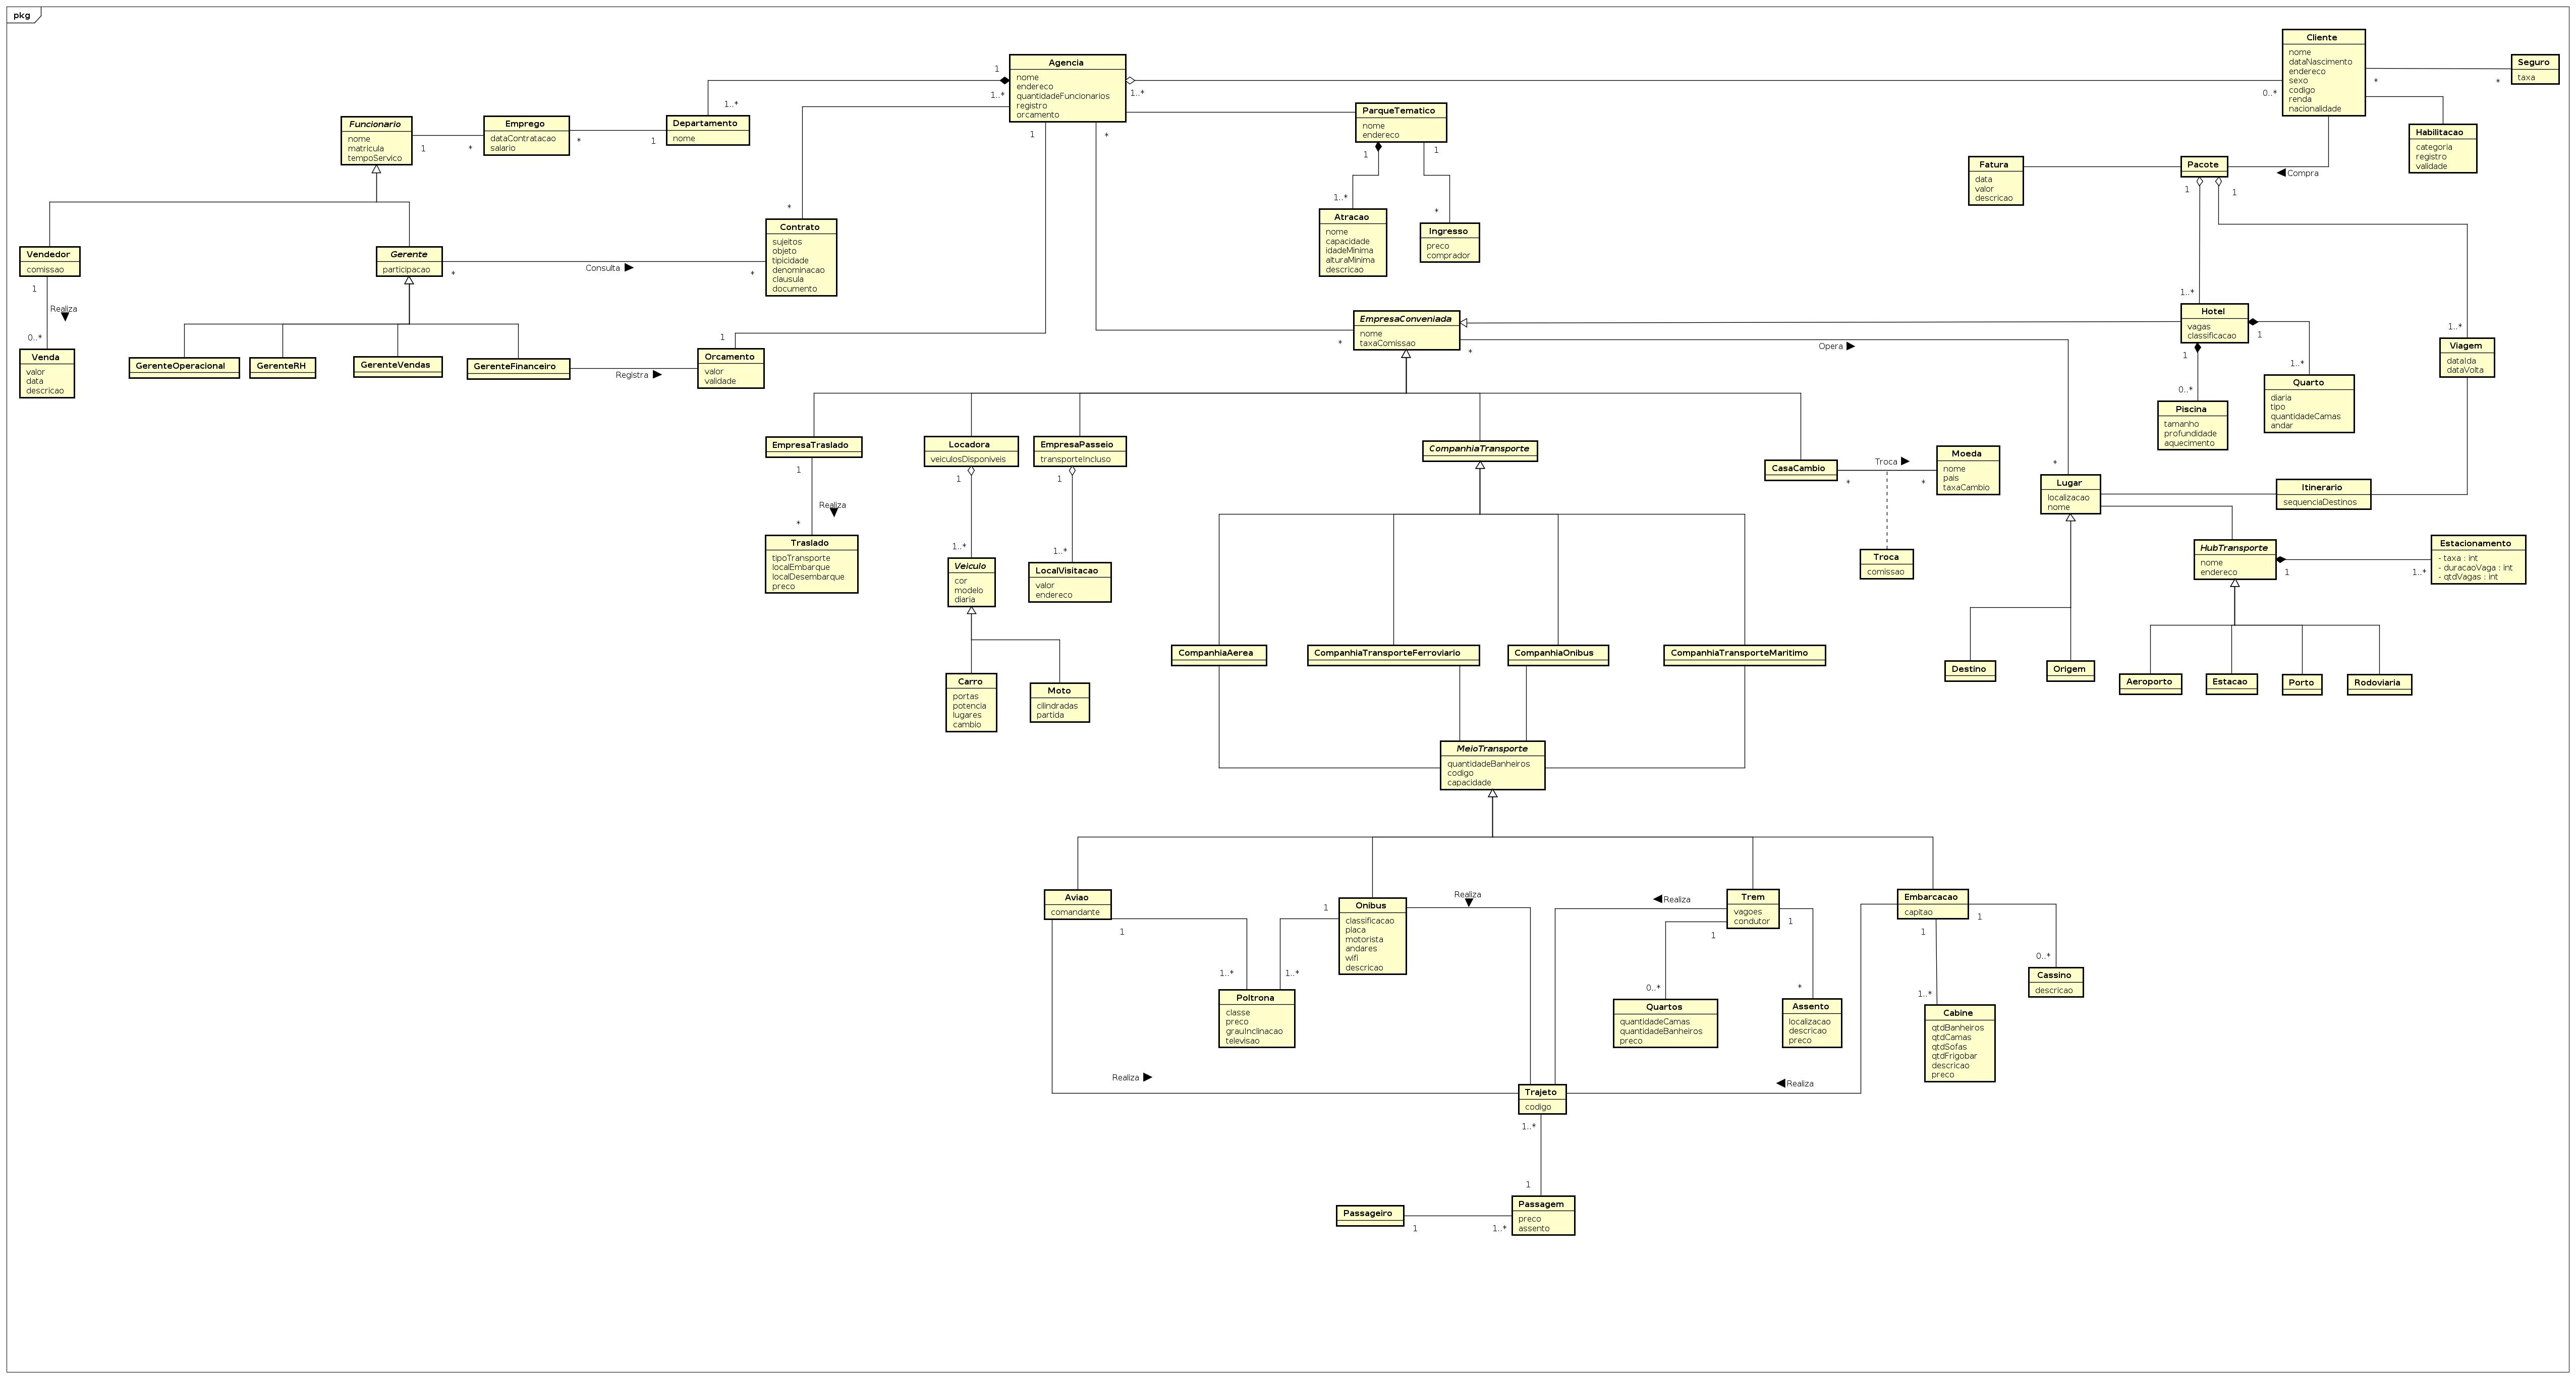 pkg
Agencia
nome
endereco
quantidadeFuncionarios
registro
orcamento
1
1..*
1..*
1..*
1
*
0..*
Cliente
nome
dataNascimento
endereco
sexo
codigo
renda
nacionalidade
*
*
Seguro
taxa
Habilitacao
categoria
registro
validade
Funcionario
nome
matricula
tempoServico
1
*
Emprego
dataContratacao
salario
*
1
Departamento
nome
ParqueTematico
nome
endereco
1
1
1..*
*
Atracao
nome
capacidade
idadeMinima
alturaMinima
descricao
Ingresso
preco
comprador
Fatura
data
valor
descricao
Pacote
Compra
1
1
1..*
1..*
Vendedor
comissao
1
Realiza
0..*
Venda
valor
data
descricao
Gerente
participacao
*
Consulta
*
*
Contrato
sujeitos
objeto
tipicidade
denominacao
clausula
documento
GerenteOperacional
GerenteRH
GerenteVendas
GerenteFinanceiro
Registra
1
Orcamento
valor
validade
EmpresaConveniada
nome
taxaComissao
*
*
Opera
*
Hotel
vagas
classificacao
1
1
1..*
0..*
Quarto
diaria
tipo
quantidadeCamas
andar
Piscina
tamanho
profundidade
aquecimento
Viagem
dataIda
dataVolta
EmpresaTraslado
1
Realiza
*
Traslado
tipoTransporte
localEmbarque
localDesembarque
preco
Locadora
veiculosDisponiveis
1
1..*
Veiculo
cor
modelo
diaria
EmpresaPasseio
transporteIncluso
1
1..*
LocalVisitacao
valor
endereco
CompanhiaTransporte
CasaCambio
Troca
*
*
Moeda
nome
pais
taxaCambio
Troca
comissao
Lugar
localizacao
nome
Itinerario
sequenciaDestinos
HubTransporte
nome
endereco
1
1..*
Estacionamento
- taxa : int
- duracaoVaga : int
- qtdVagas : int
Carro
portas
potencia
lugares
cambio
Moto
cilindradas
partida
CompanhiaAerea
CompanhiaTransporteFerroviario
CompanhiaOnibus
CompanhiaTransporteMaritimo
Destino
Origem
Aeroporto
Estacao
Porto
Rodoviaria
MeioTransporte
quantidadeBanheiros
codigo
capacidade
Aviao
comandante
1
1..*
Onibus
classificacao
placa
motorista
andares
wifi
descricao
1
1..*
Realiza
Poltrona
classe
preco
grauInclinacao
televisao
Trem
vagoes
condutor
Realiza
1
1
0..*
*
Quartos
quantidadeCamas
quantidadeBanheiros
preco
Assento
localizacao
descricao
preco
Embarcacao
capitao
1
1
0..*
1..*
Cassino
descricao
Cabine
qtdBanheiros
qtdCamas
qtdSofas
qtdFrigobar
descricao
preco
Realiza
Realiza
Trajeto
codigo
1..*
1
Passageiro
1
1..*
Passagem
preco
assento